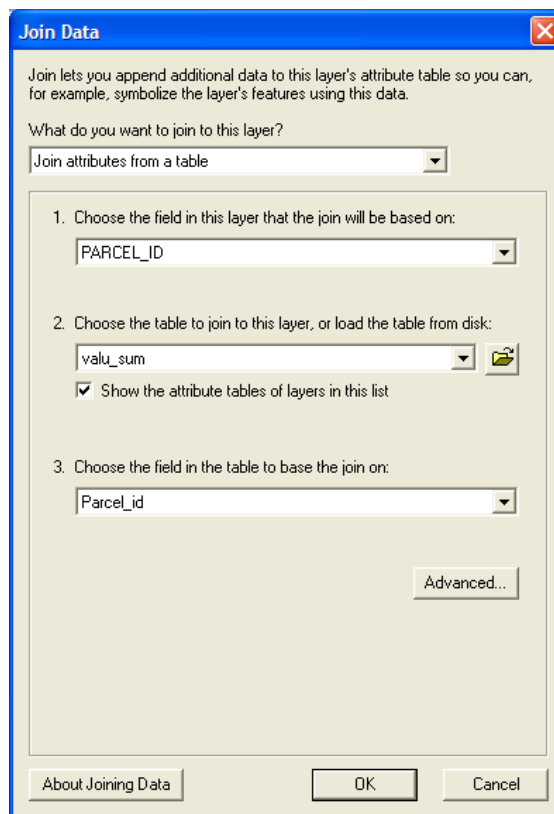 Join Data
Join lets you append additional data to this layer's attribute table so you can,
for example, symbolize the layer's features using this data.
What do you want to join to this layer?
Join attributes from a table
1. Choose the field in this layer that the join will be based on:
PARCEL_ID
2. Choose the table to join to this layer, or load the table from disk:
valu_sum
Show the attribute tables of layers in this list
3. Choose the field in the table to base the join on:
Parcel_id
Advanced...
About Joining Data
OK
Cancel